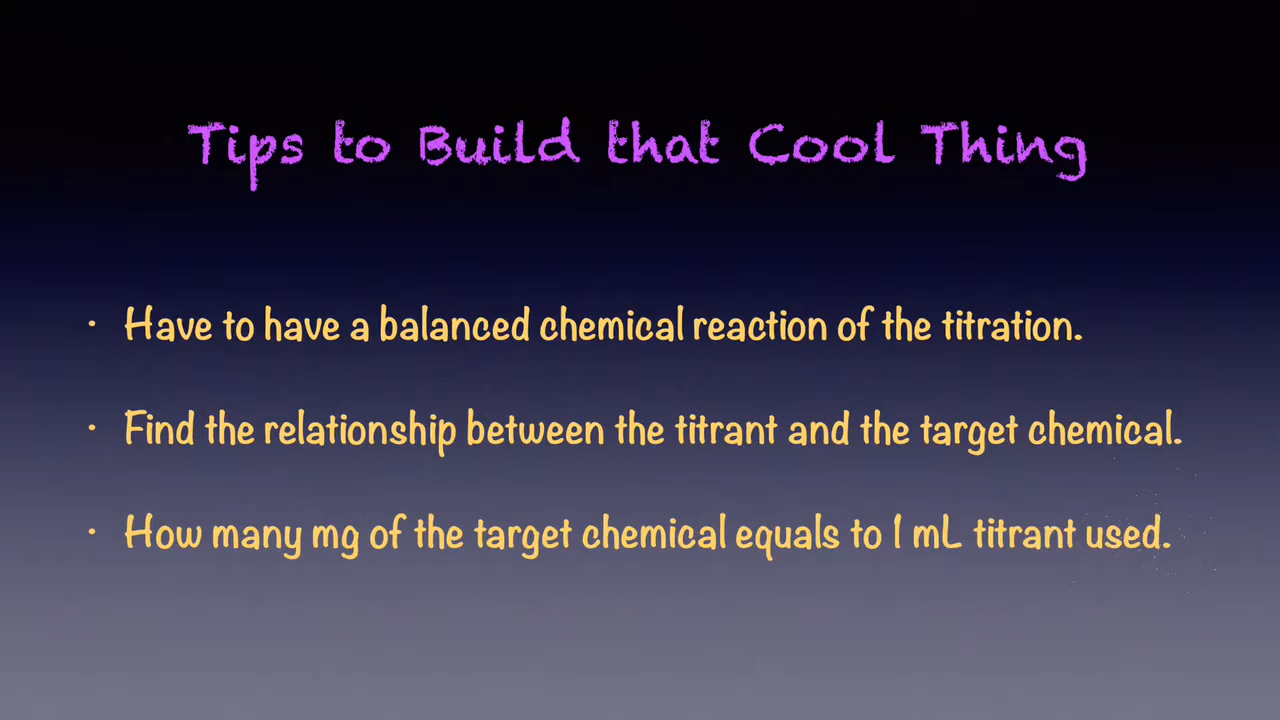 Tips to Build that Cool Thing
· Have to have a balanced chemical reaction of the titration.
· Find the relationship between the titrant and the target chemical.
· How many mg of the target chemical equals to 1 mL titrant used.